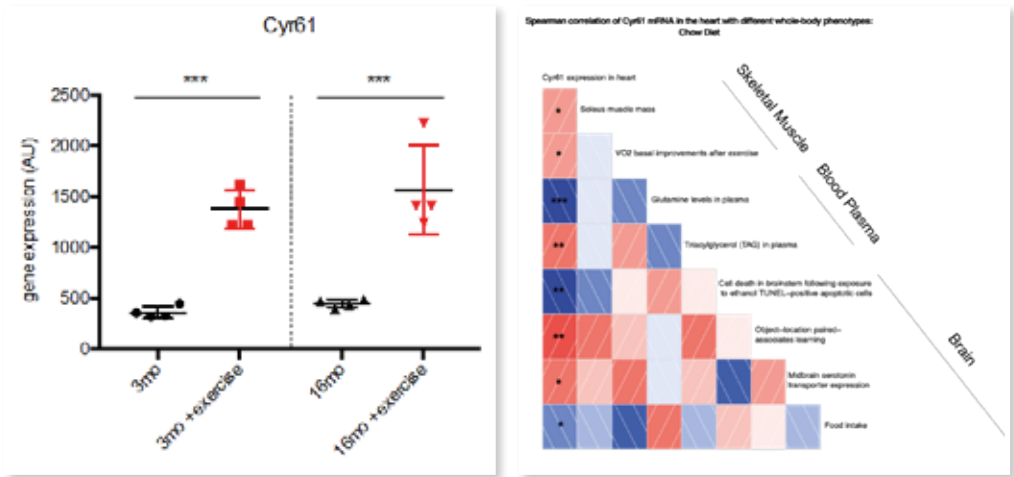 Cyr61
***
***
2500
2000
1500
1000
500
0
gene expression (AU)
3mo
3mo +exercise
16mo
16mo +exercise
Spearman correlation of Cyr61 mRNA in the heart with different whole-body phenotypes:
Chow Diet
Cyr61 expression in heart
* Soleus muscle mass
* VO2 basal improvements after exercise
*** Glutamine levels in plasma
** Triacylglycerol (TAG) in plasma
** Cell death in brainstem following exposure
to ethanol TUNEL-positive apoptotic cells
** Object-location paired-
associates learning
* Midbrain serotonin
transporter expression
* Food intake
Skeletal Muscle
Blood Plasma
Brain